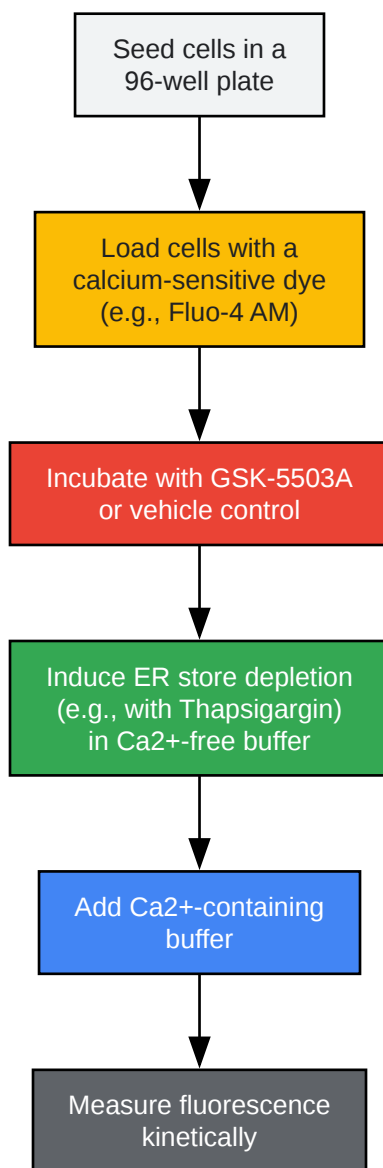 Seed cells in a
96-well plate
Load cells with a
calcium-sensitive dye
(e.g., Fluo-4 AM)
Incubate with GSK-5503A
or vehicle control
Induce ER store depletion
(e.g., with Thapsigargin)
in Ca2+-free buffer
Add Ca2+-containing
buffer
Measure fluorescence
kinetically